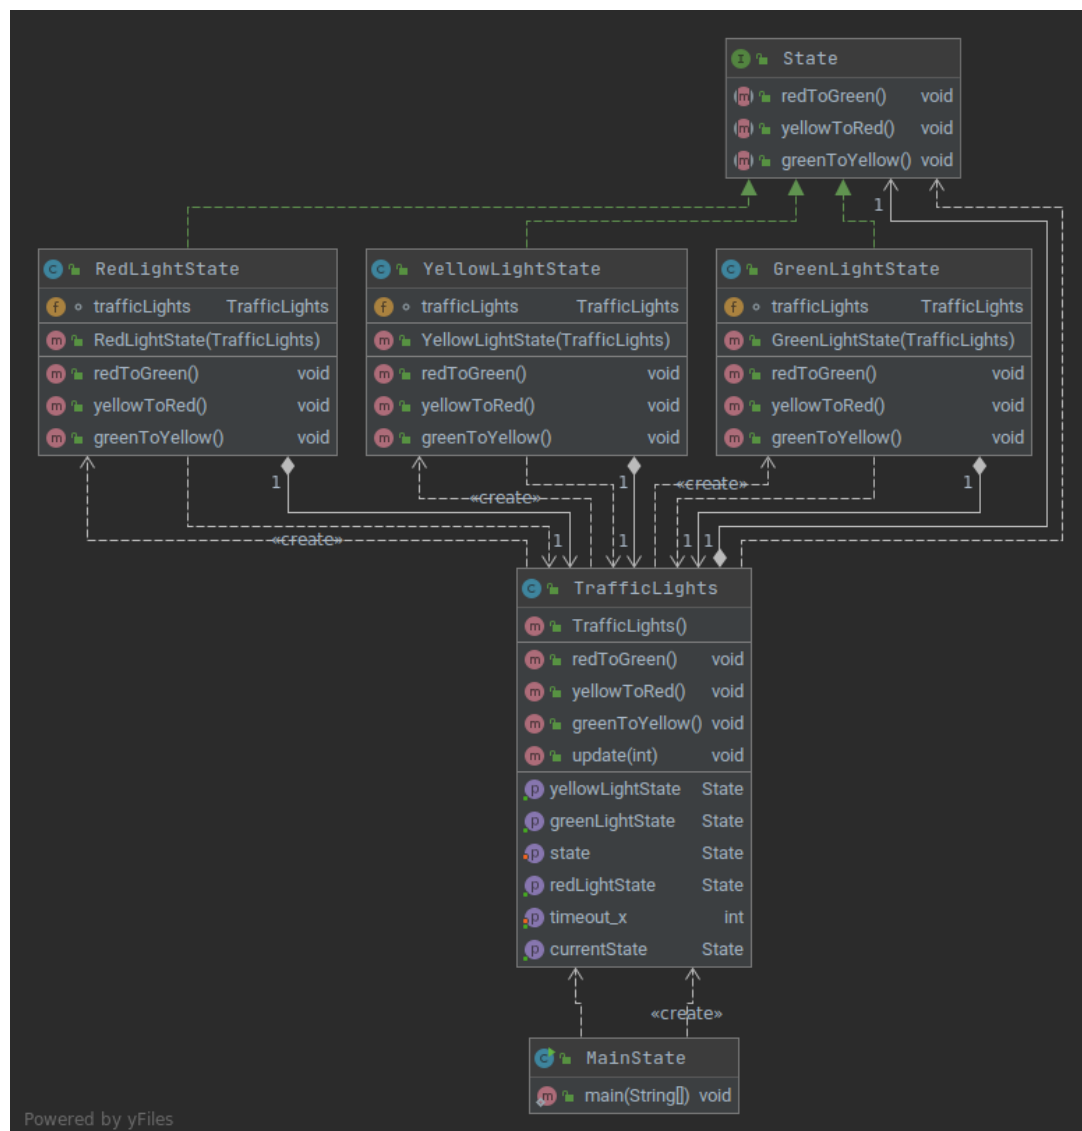 State
redToGreen() void
yellowToRed() void
greenToYellow() void
1
RedLightState
trafficLights TrafficLights
RedLightState(TrafficLights)
redToGreen() void
yellowToRed() void
greenToYellow() void
YellowLightState
trafficLights TrafficLights
YellowLightState(TrafficLights)
redToGreen() void
yellowToRed() void
greenToYellow() void
GreenLightState
trafficLights TrafficLights
GreenLightState(TrafficLights)
redToGreen() void
yellowToRed() void
greenToYellow() void
1 1 1
«create» «create»
«create» 1 1 1 1
TrafficLights
TrafficLights()
redToGreen() void
yellowToRed() void
greenToYellow() void
update(int) void
yellowLightState State
greenLightState State
state State
redLightState State
timeout_x int
currentState State
«create»
MainState
main(String[]) void
Powered by yFiles